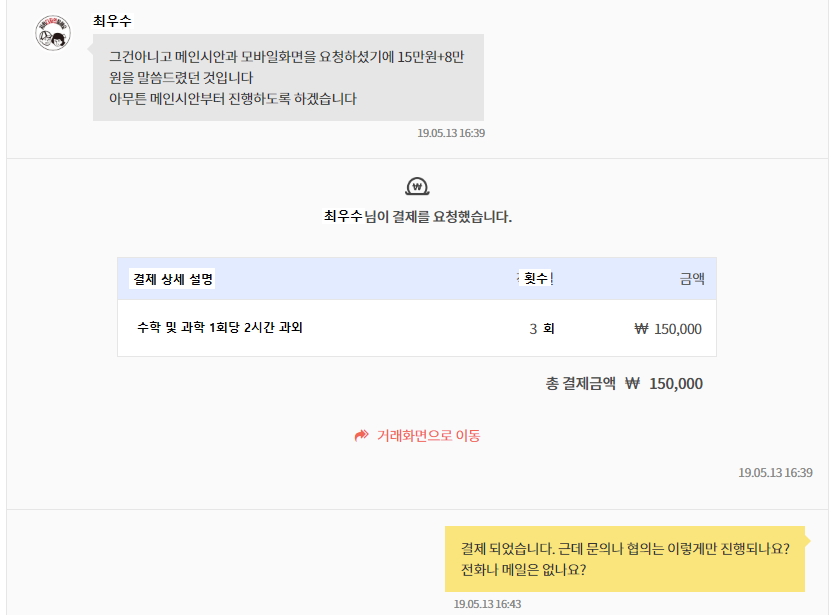 최우수
그건아니고 메인시안과 모바일화면을 요청하셨기에 15만원+8만
원을 말씀드렸던 것입니다
아무튼 메인시안부터 진행하도록 하겠습니다
19.05.13 16:39
최우수님이 결제를 요청했습니다.
결제 상세 설명 횟수 금액
수학 및 과학 1회당 2시간 과외 3 회 ₩ 150,000
총 결제금액 ₩ 150,000
거래화면으로 이동
19.05.13 16:39
결제 되었습니다. 근데 문의나 협의는 이렇게만 진행되나요?
전화나 메일은 없나요?
19.05.13 16:43